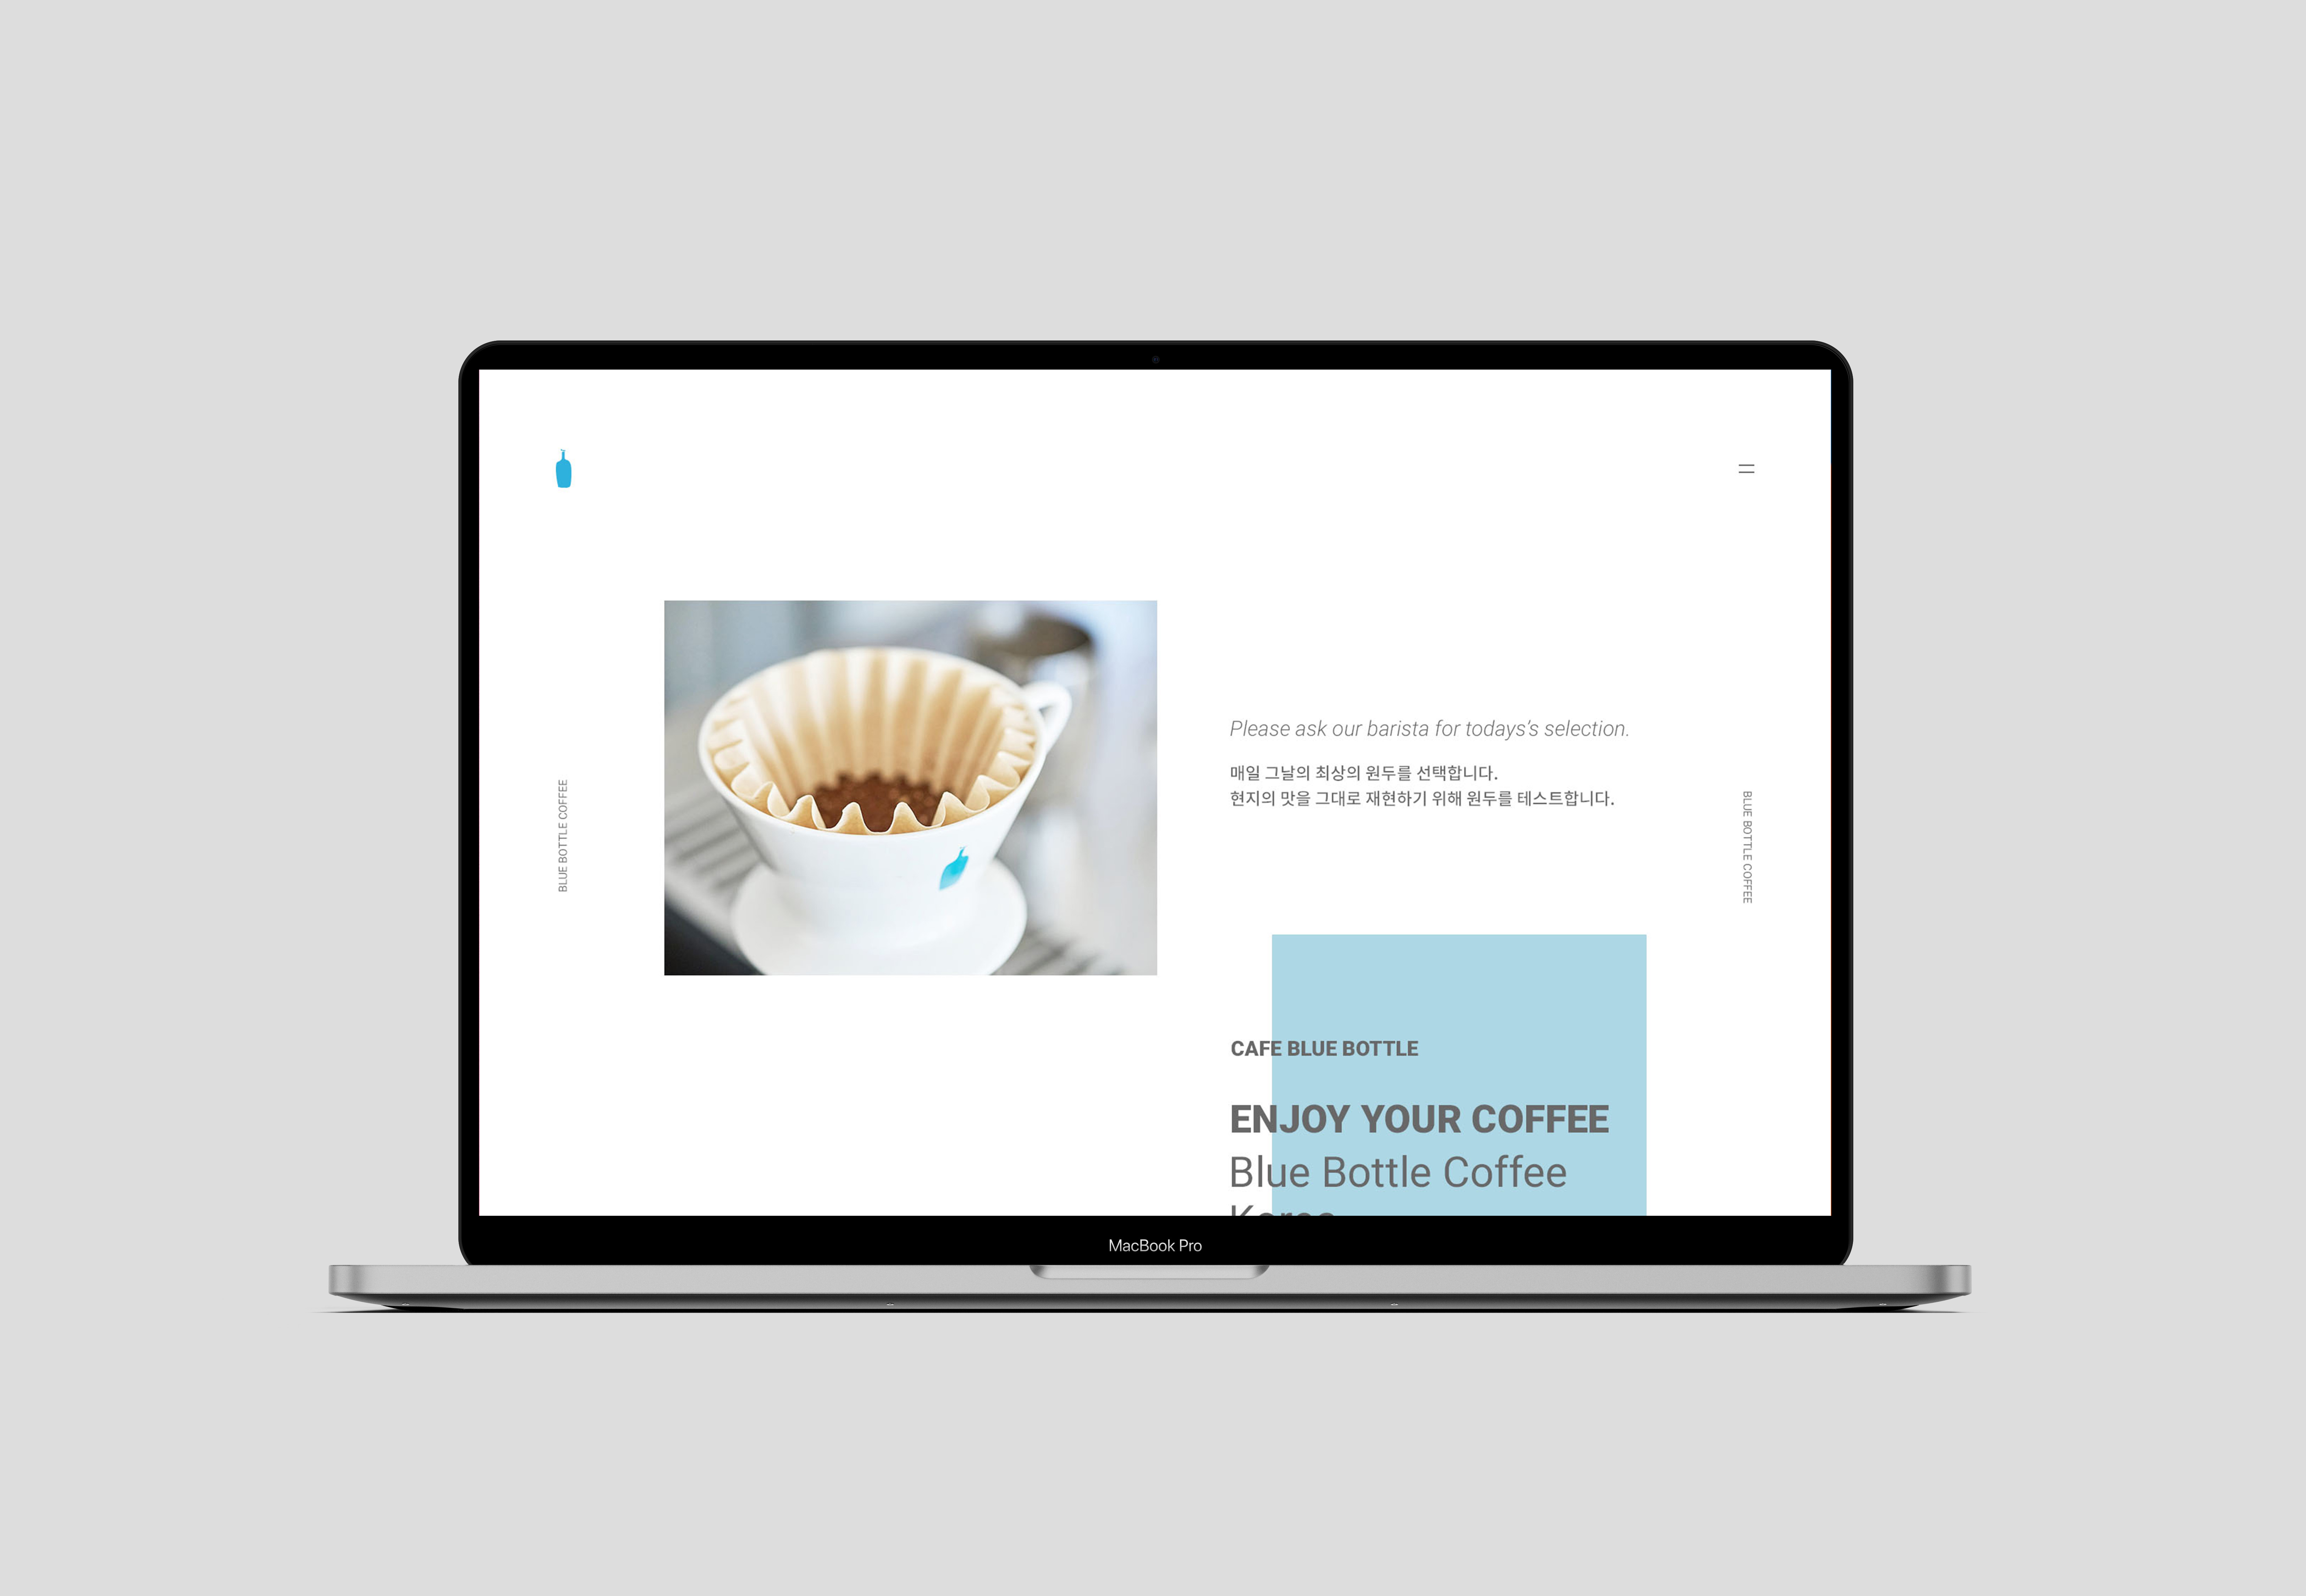 BLUE BOTTLE COFFEE
Please ask our barista for todays’s selection.
매일 그날의 최상의 원두를 선택합니다.
현지의 맛을 그대로 재현하기 위해 원두를 테스트합니다.
BLUE BOTTLE COFFEE
CAFE BLUE BOTTLE
ENJOY YOUR COFFEE
Blue Bottle Coffee
Korea
MacBook Pro